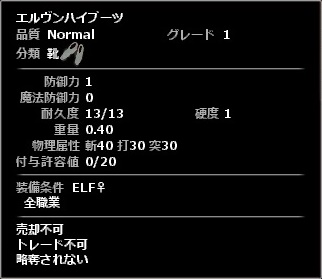 エルヴンハイブーツ
品質 Normal グレード 1
分類 靴
防御力 1
魔法防御力 0
耐久度 13/13 硬度 1
重量 0.40
物理属性 斬40 打30 突30
付与許容値 0/20
装備条件 ELF♀
全職業
売却不可
トレード不可
略奪されない